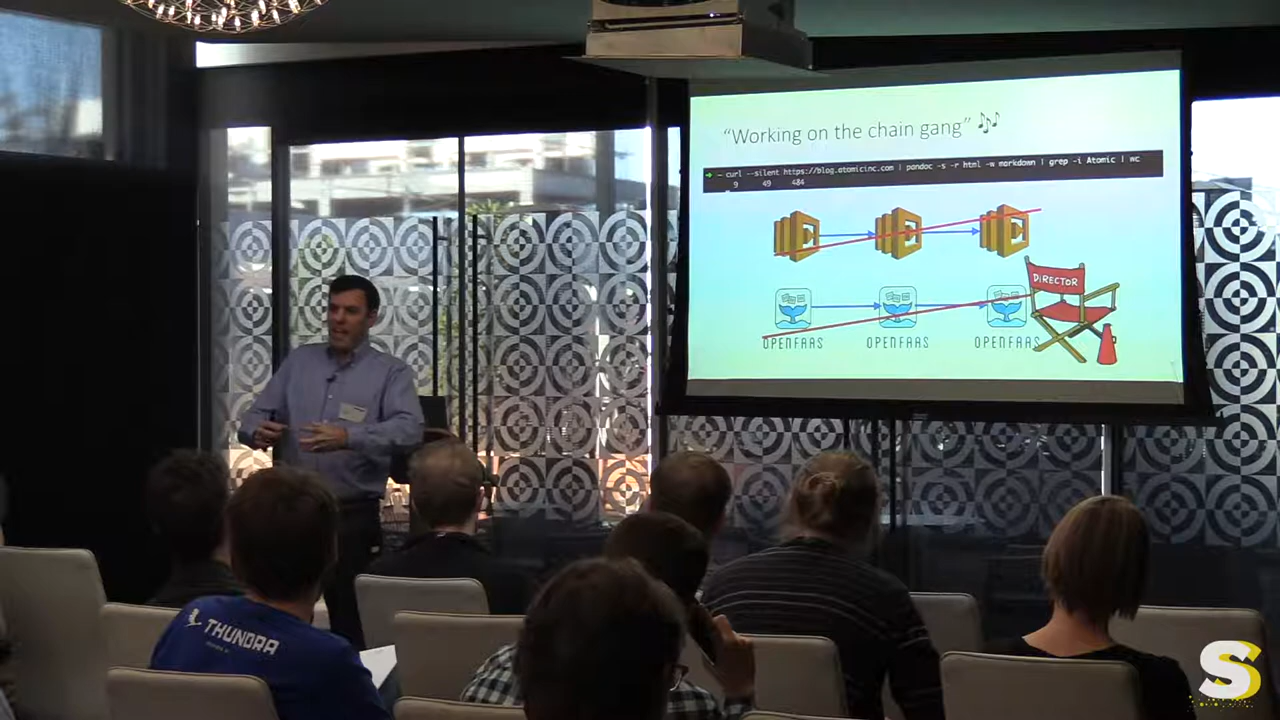 “Working on the chain gang”
→ ~ curl --silent https://blog.atomicinc.com | pandoc -s -r html -w markdown | grep -i Atomic | wc
9 49 484
DIRECTOR
OPENFAAS OPENFAAS OPENFAAS
THUNDRA
S